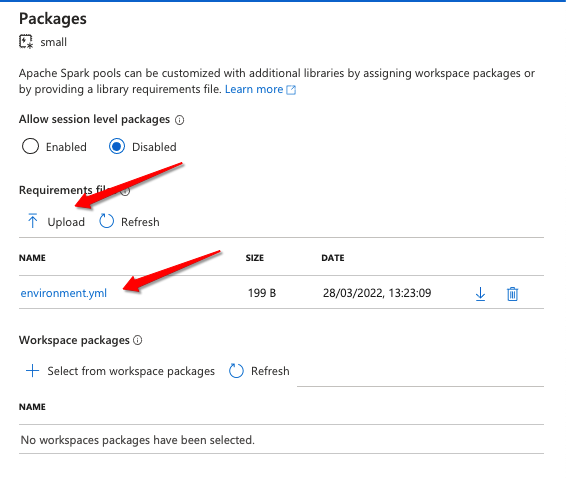 Packages
small
Apache Spark pools can be customized with additional libraries by assigning workspace packages or
by providing a library requirements file. Learn more
Allow session level packages
Enabled Disabled
Requirements file
Upload Refresh
NAME SIZE DATE
environment.yml 199 B 28/03/2022, 13:23:09
Workspace packages
Select from workspace packages Refresh
NAME
No workspaces packages have been selected.